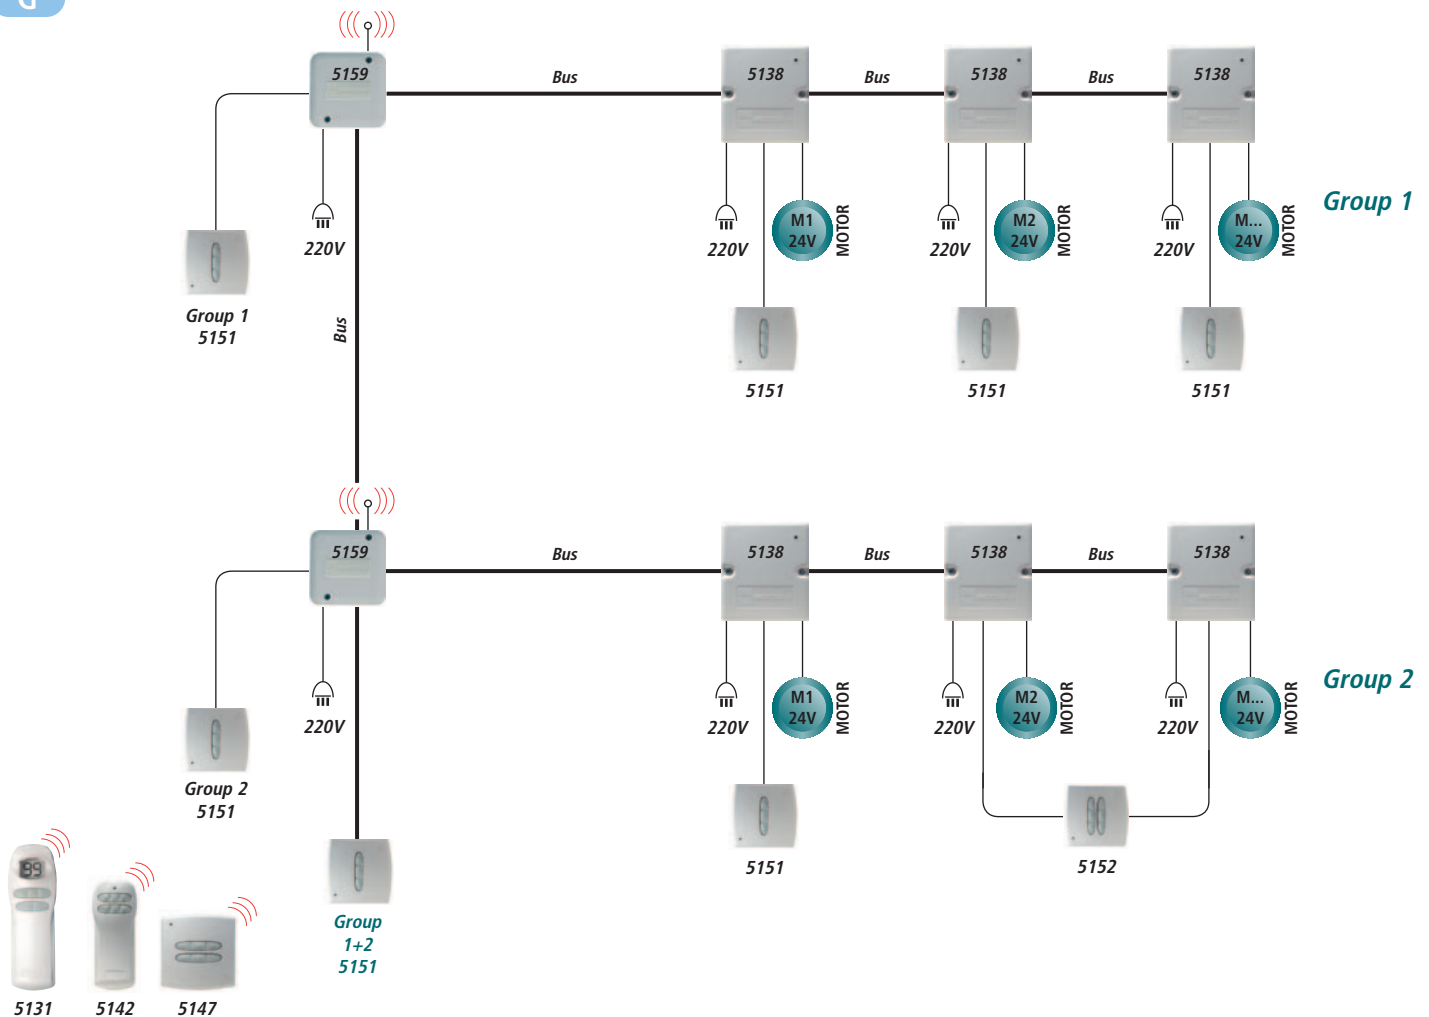 5159
Bus
5138
Bus
5138
Bus
5138
Group 1
220V
220V
M1
24V
MOTOR
220V
M2
24V
MOTOR
220V
M...
24V
MOTOR
Group 1
5151
Bus
5151
5151
5151
5159
Bus
5138
Bus
5138
Bus
5138
Group 2
220V
220V
M1
24V
MOTOR
220V
M2
24V
MOTOR
220V
M...
24V
MOTOR
Group 2
5151
5151
5152
99
Group
1+2
5151
5131
5142
5147